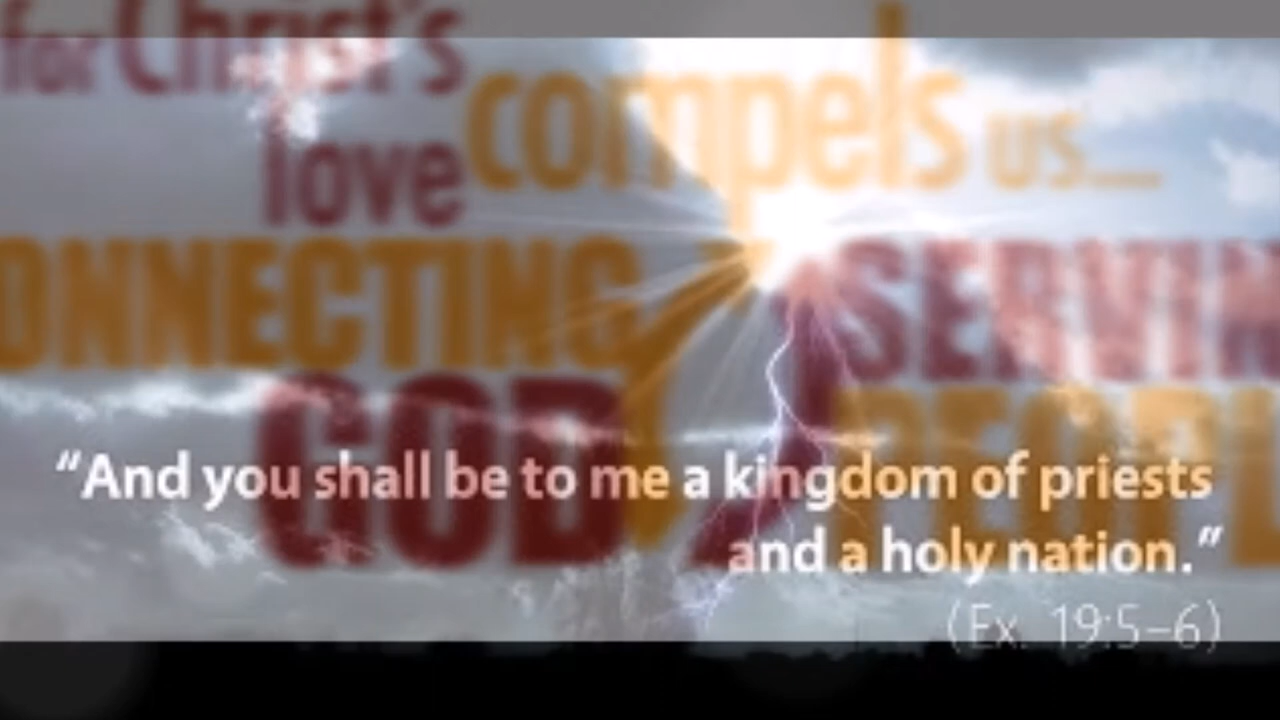 for Christ's
love compels us...
ONNECTING SERVIN
GOD PEOPL
“And you shall be to me a kingdom of priests
and a holy nation.”
(Ex. 19:5–6)